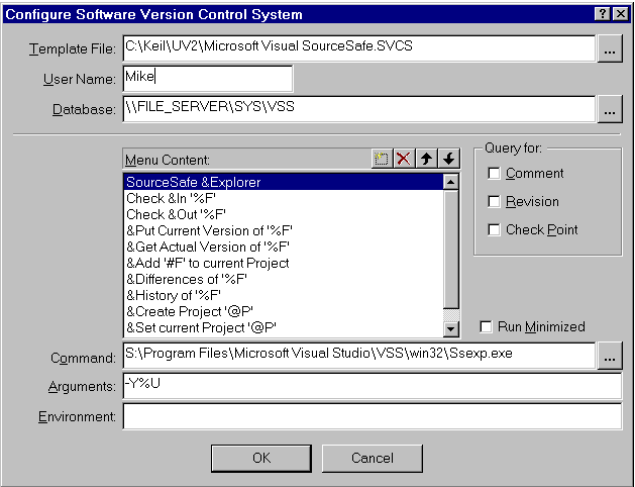 Configure Software Version Control System
Template File: C:\Keil\UV2\Microsoft Visual SourceSafe.SVCS ...
User Name: Mike
Database: \\FILE_SERVER\SYS\VSS ...
Menu Content:
Query for:
SourceSafe &Explorer
Check &In '%F'
Check &Out '%F'
&Put Current Version of '%F'
&Get Actual Version of '%F'
&Add '#F' to current Project
&Differences of '%F'
&History of '%F'
&Create Project '@P'
&Set current Project '@P'
Comment
Revision
Check Point
Run Minimized
Command: S:\Program Files\Microsoft Visual Studio\VSS\win32\Ssexp.exe ...
Arguments: -Y%U
Environment:
OK Cancel